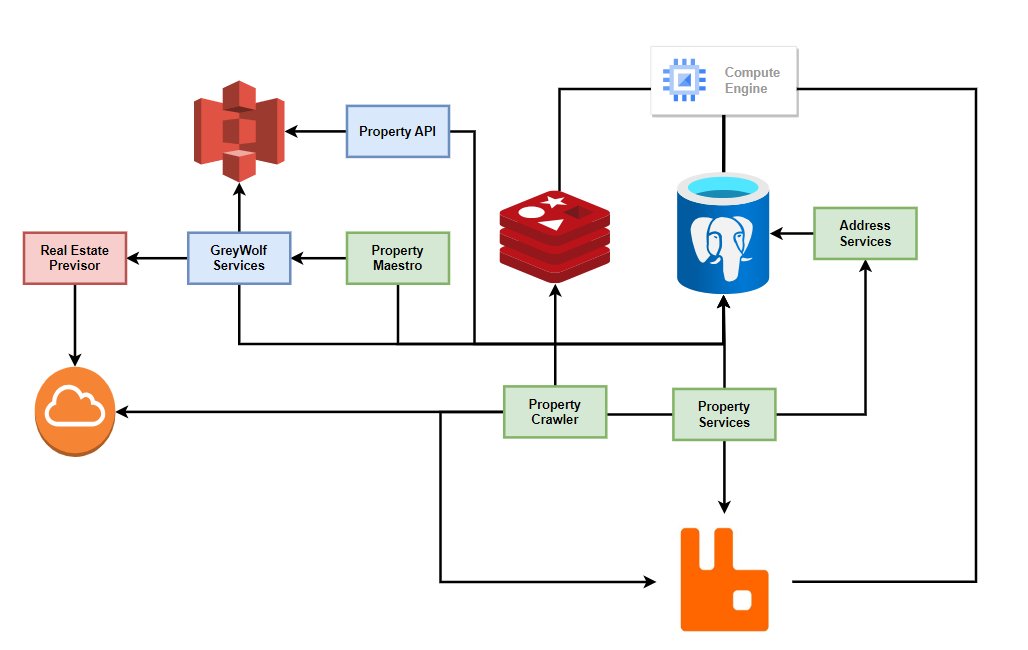 Compute
Engine
Property API
Address
Services
Real Estate
Previsor
GreyWolf
Services
Property
Maestro
Property
Crawler
Property
Services